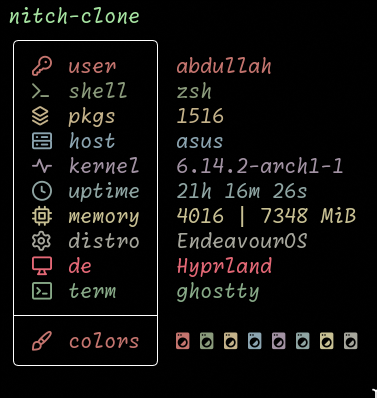 nitch-clone
user abdullah
shell zsh
pkgs 1516
host asus
kernel 6.14.2-arch1-1
uptime 21h 16m 26s
memory 4016 | 7348 MiB
distro EndeavourOS
de Hyprland
term ghostty
colors